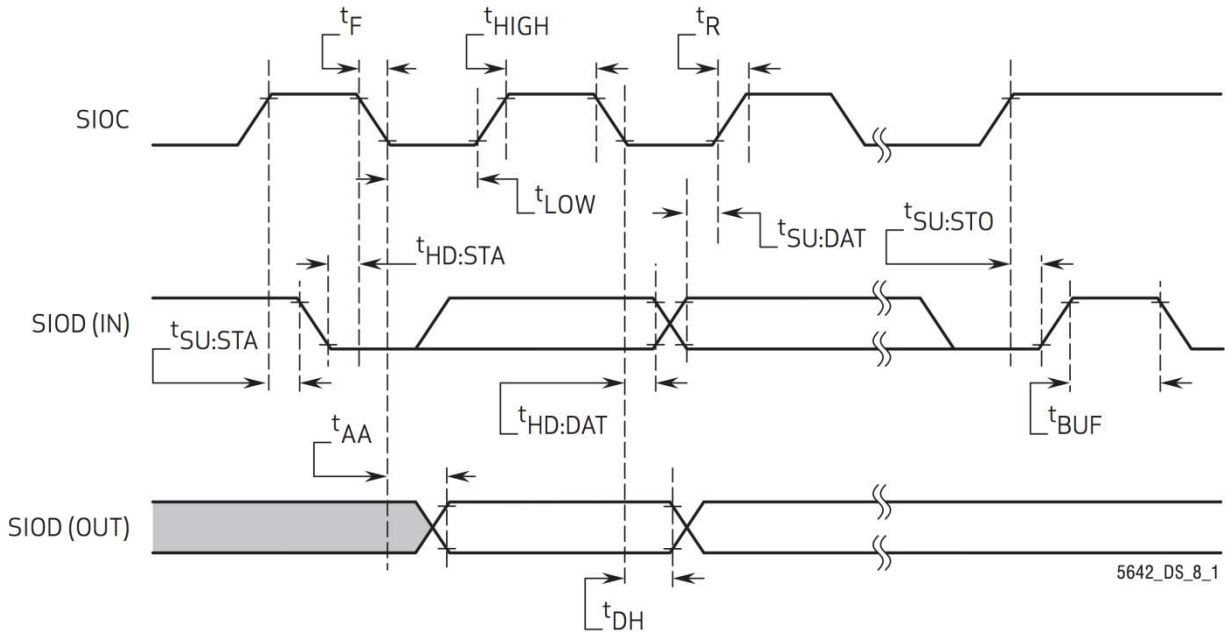 tF
tHIGH
tR
SIOC
tLOW
tSU:DAT
tSU:STO
tHD:STA
SIOD (IN)
tSU:STA
tHD:DAT
tBUF
tAA
SIOD (OUT)
5642_DS_8_1
tDH